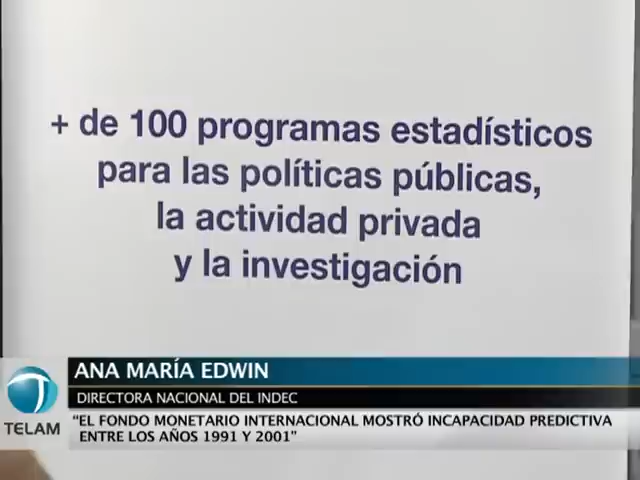 + de 100 programas estadísticos
para las políticas públicas,
la actividad privada
y la investigación
ANA MARÍA EDWIN
DIRECTORA NACIONAL DEL INDEC
TELAM
"EL FONDO MONETARIO INTERNACIONAL MOSTRÓ INCAPACIDAD PREDICTIVA
ENTRE LOS AÑOS 1991 Y 2001"